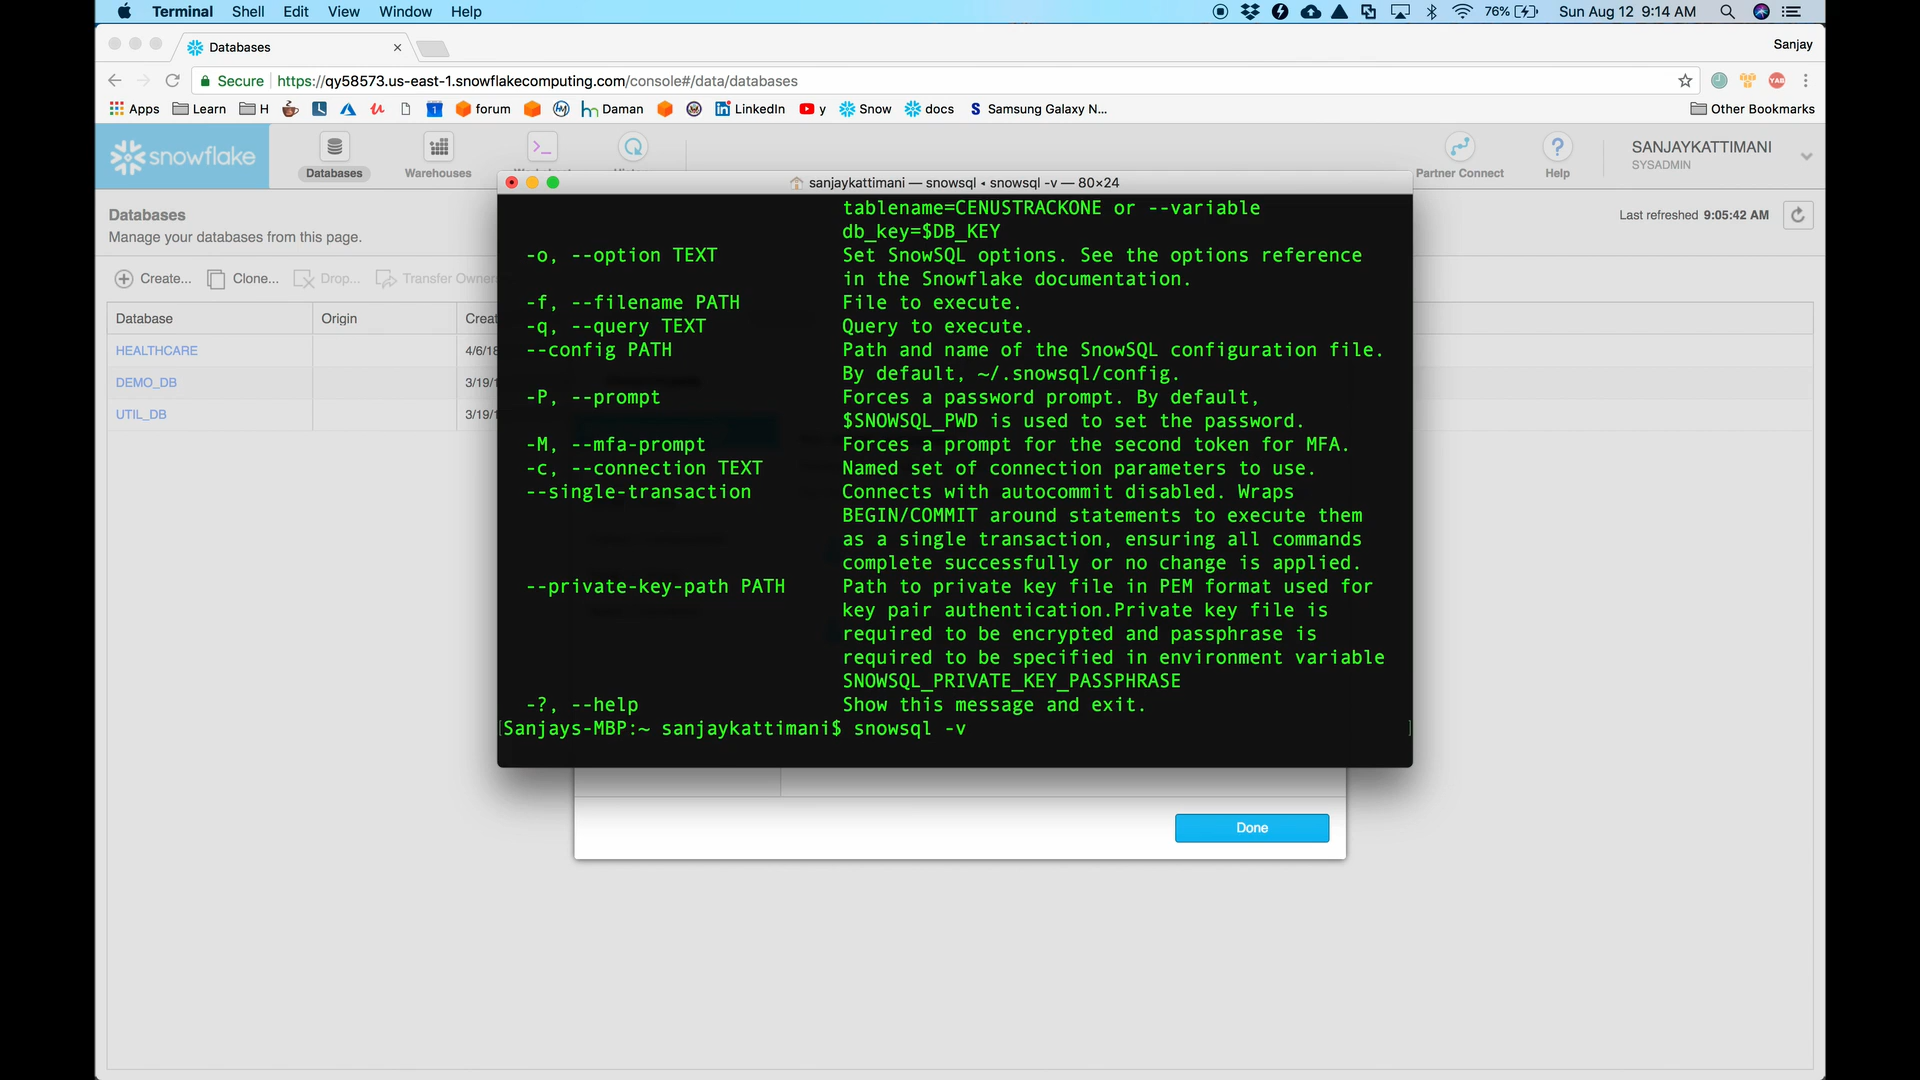 Terminal Shell Edit View Window Help 76% Sun Aug 12 9:14 AM
Databases
Sanjay
Secure https://qy58573.us-east-1.snowflakecomputing.com/console#/data/databases
Apps Learn H forum Daman LinkedIn y Snow docs S Samsung Galaxy N... Other Bookmarks
snowflake
Databases
Warehouses
Partner Connect
Help
SANJAYKATTIMANI
SYSADMIN
Databases
Manage your databases from this page.
Last refreshed 9:05:42 AM
Create... Clone... Drop... Transfer Owners
Database Origin Creat
HEALTHCARE 4/6/18
DEMO_DB 3/19/1
UTIL_DB 3/19/1
sanjaykattimani — snowsql ◂ snowsql -v — 80×24
tablename=CENUSTRACKONE or --variable
db_key=$DB_KEY
-o, --option TEXT Set SnowSQL options. See the options reference
in the Snowflake documentation.
-f, --filename PATH File to execute.
-q, --query TEXT Query to execute.
--config PATH Path and name of the SnowSQL configuration file.
By default, ~/.snowsql/config.
-P, --prompt Forces a password prompt. By default,
$SNOWSQL_PWD is used to set the password.
-M, --mfa-prompt Forces a prompt for the second token for MFA.
-c, --connection TEXT Named set of connection parameters to use.
--single-transaction Connects with autocommit disabled. Wraps
BEGIN/COMMIT around statements to execute them
as a single transaction, ensuring all commands
complete successfully or no change is applied.
--private-key-path PATH Path to private key file in PEM format used for
key pair authentication.Private key file is
required to be encrypted and passphrase is
required to be specified in environment variable
SNOWSQL_PRIVATE_KEY_PASSPHRASE
-?, --help Show this message and exit.
[Sanjays-MBP:~ sanjaykattimani$ snowsql -v ]
Done